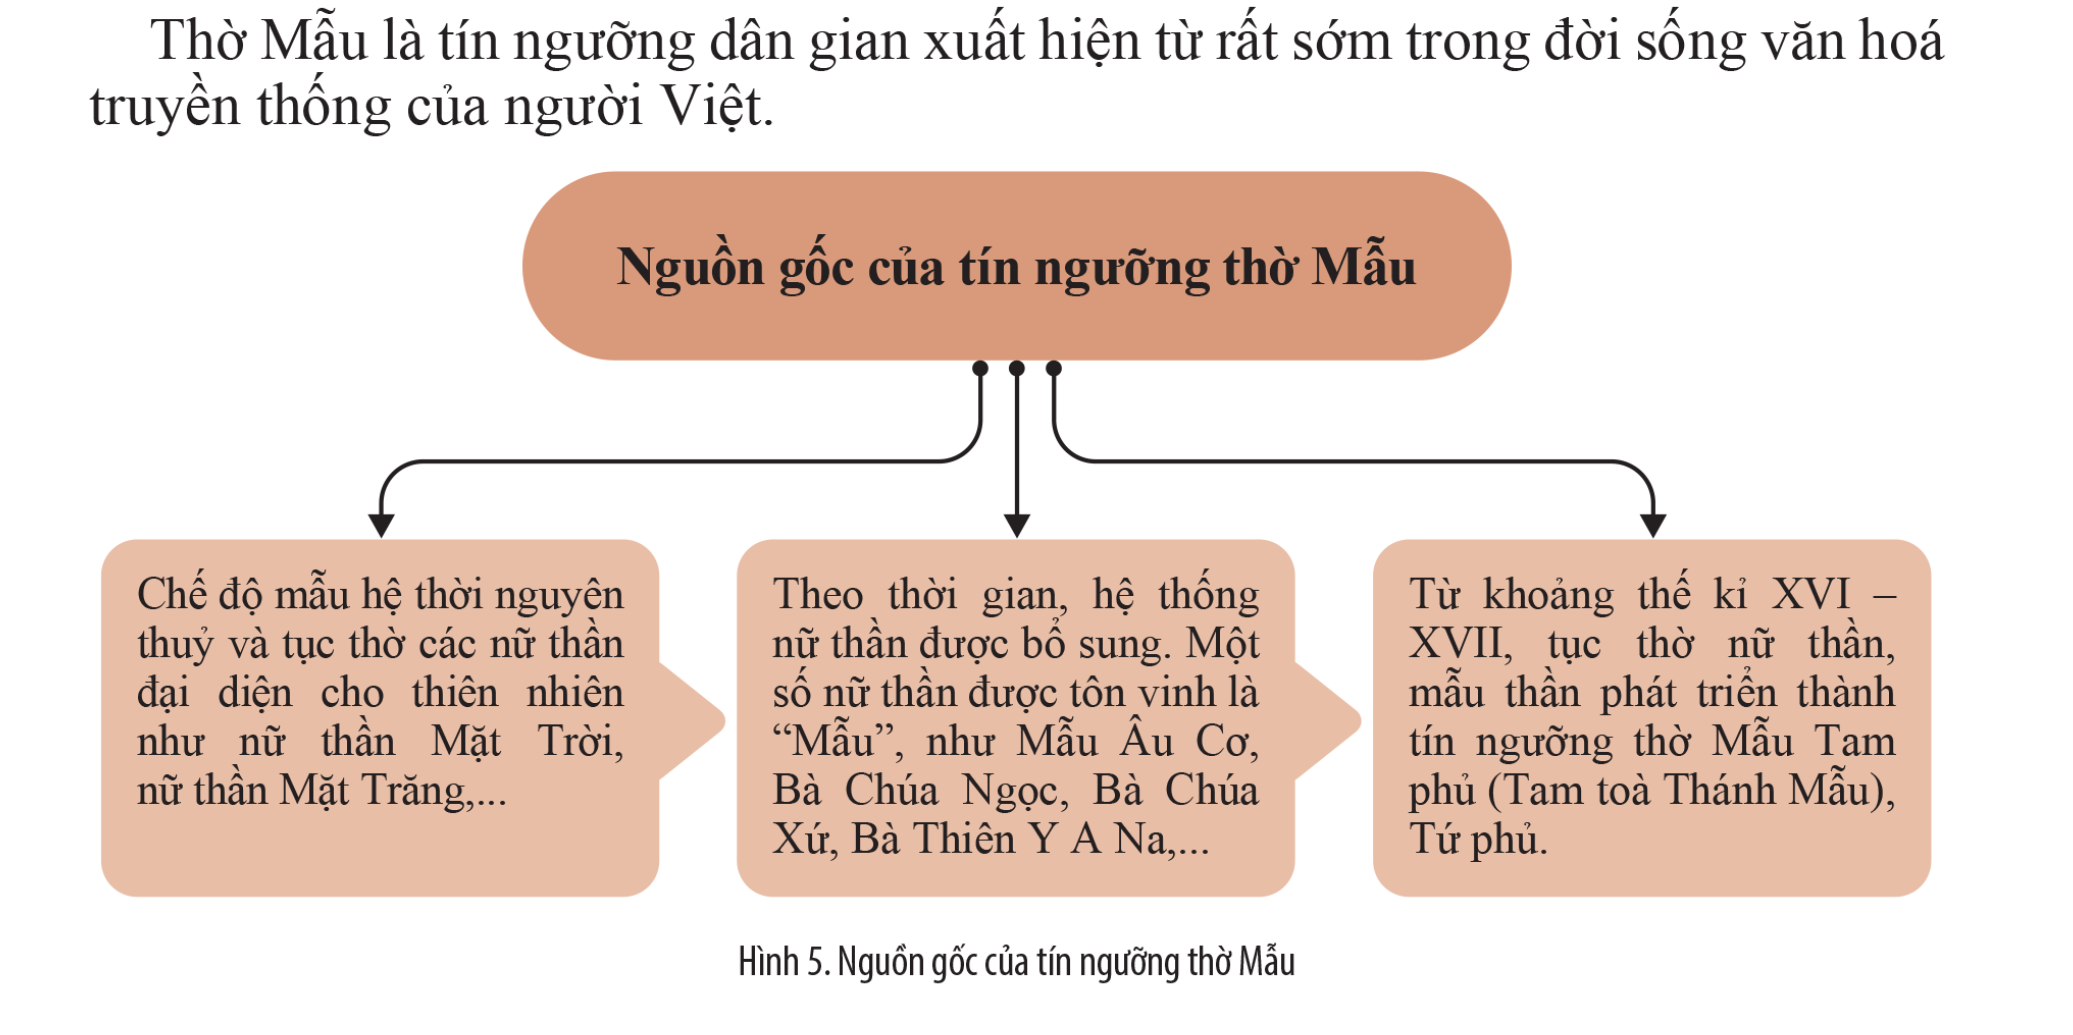 Thờ Mẫu là tín ngưỡng dân gian xuất hiện từ rất sớm trong đời sống văn hoá
truyền thống của người Việt.
Nguồn gốc của tín ngưỡng thờ Mẫu
Chế độ mẫu hệ thời nguyên
thuỷ và tục thờ các nữ thần
đại diện cho thiên nhiên
như nữ thần Mặt Trời,
nữ thần Mặt Trăng,...
Theo thời gian, hệ thống
nữ thần được bổ sung. Một
số nữ thần được tôn vinh là
“Mẫu”, như Mẫu Âu Cơ,
Bà Chúa Ngọc, Bà Chúa
Xứ, Bà Thiên Y A Na,...
Từ khoảng thế kỉ XVI –
XVII, tục thờ nữ thần,
mẫu thần phát triển thành
tín ngưỡng thờ Mẫu Tam
phủ (Tam toà Thánh Mẫu),
Tứ phủ.
Hình 5. Nguồn gốc của tín ngưỡng thờ Mẫu